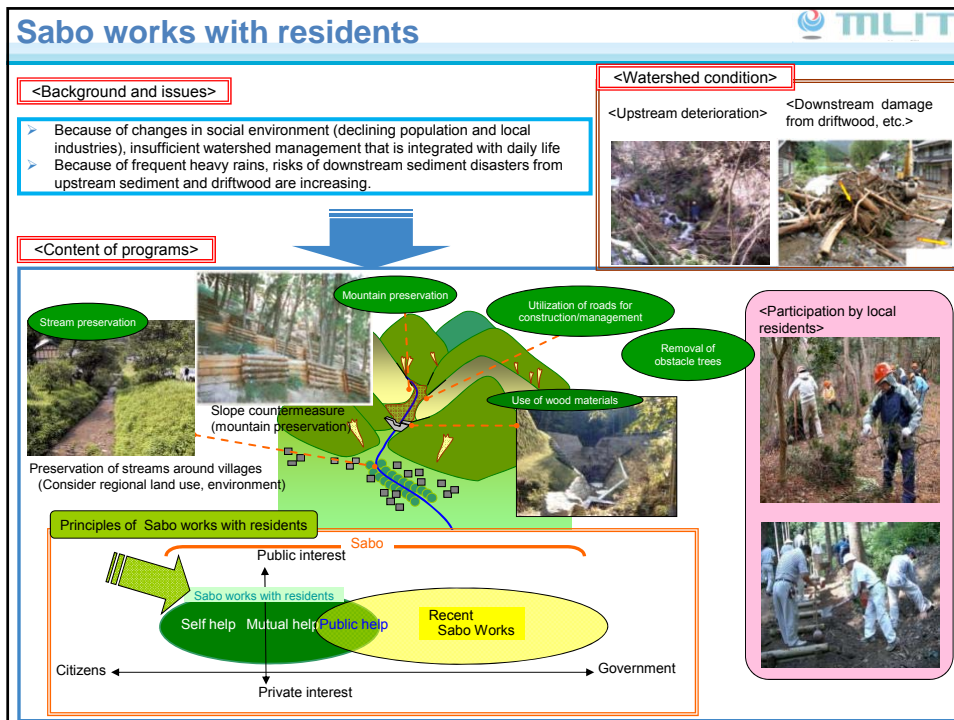 Sabo works with residents
MLIT
<Background and issues>
Because of changes in social environment (declining population and local
industries), insufficient watershed management that is integrated with daily life
Because of frequent heavy rains, risks of downstream sediment disasters from
upstream sediment and driftwood are increasing.
<Watershed condition>
<Upstream deterioration>
<Downstream damage
from driftwood, etc.>
<Content of programs>
Stream preservation
Mountain preservation
Utilization of roads for
construction/management
Removal of
obstacle trees
Use of wood materials
Slope countermeasure
(mountain preservation)
Preservation of streams around villages
(Consider regional land use, environment)
<Participation by local
residents>
Principles of Sabo works with residents
Sabo
Public interest
Sabo works with residents
Self help
Mutual help
Public help
Recent
Sabo Works
Citizens
Government
Private interest